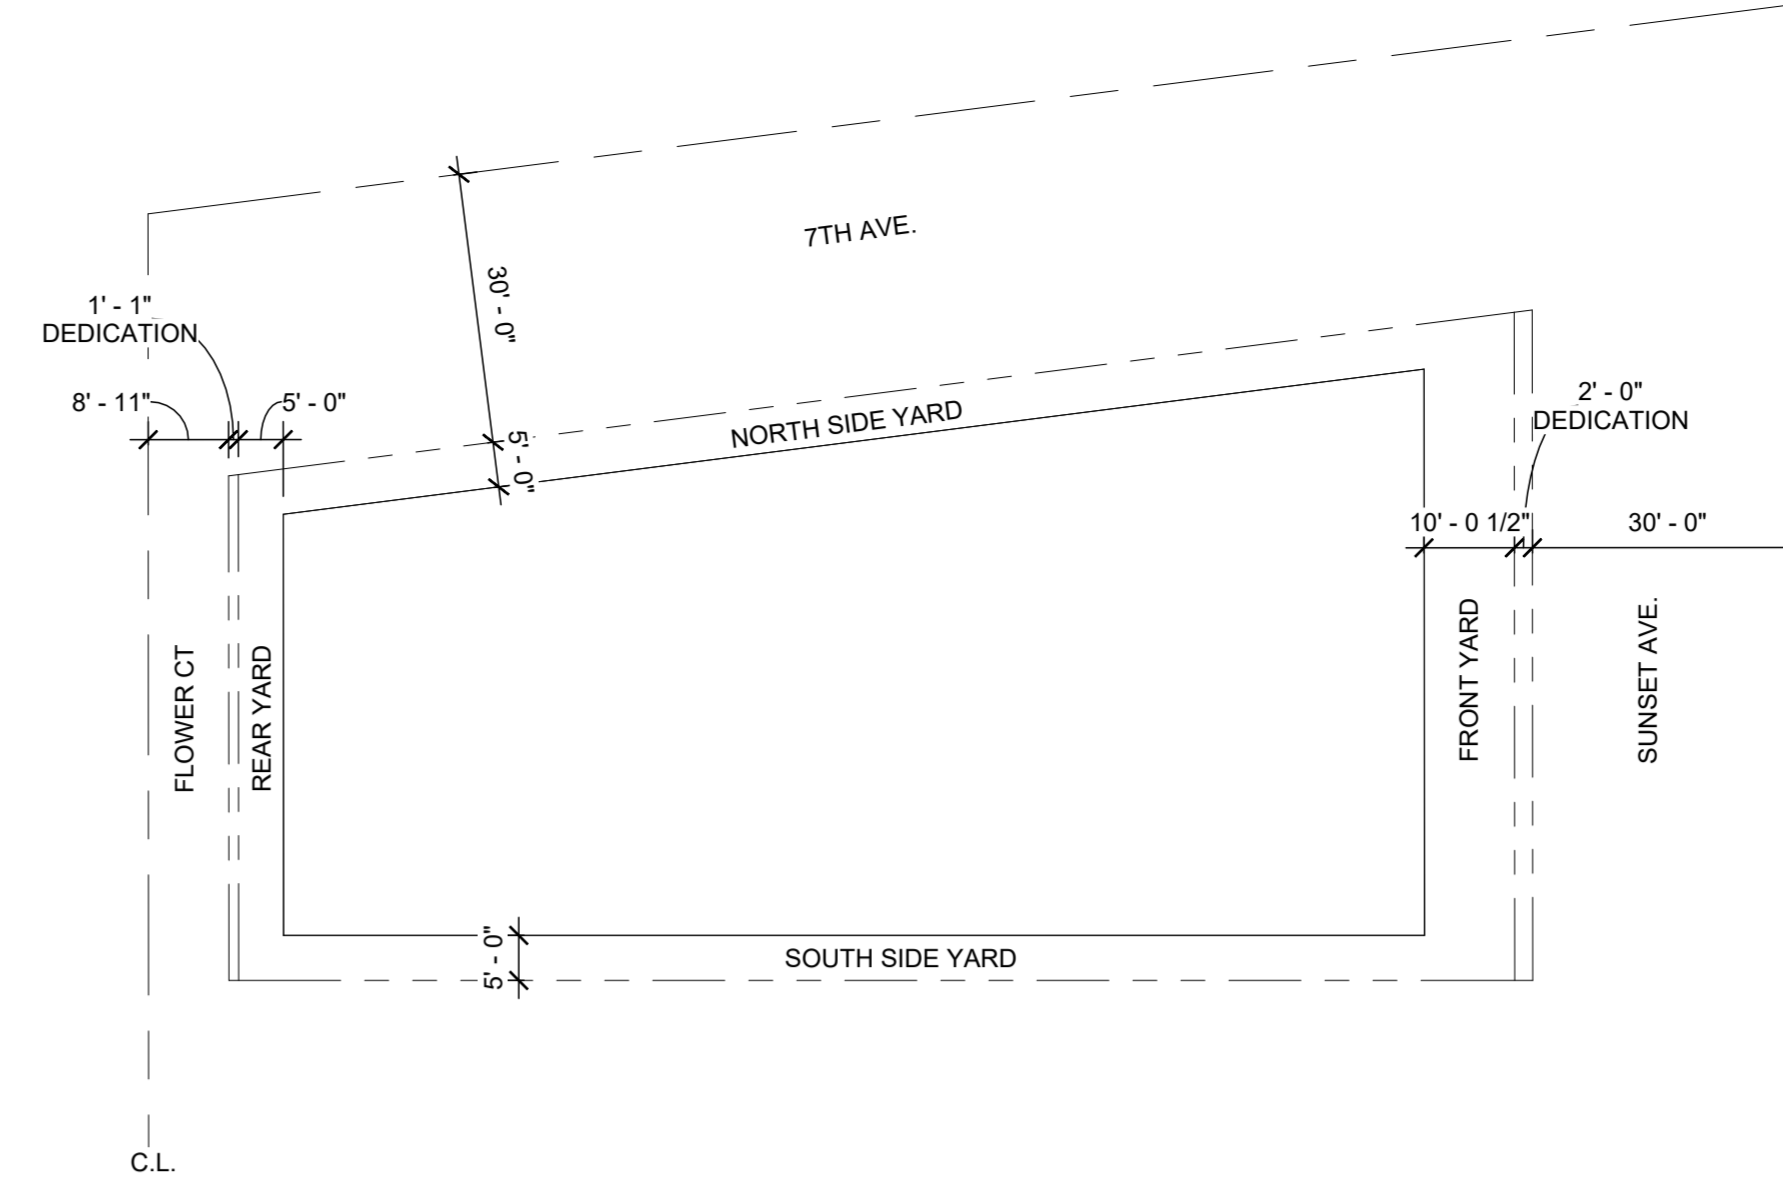 7TH AVE.
30' - 0"
1' - 1"
DEDICATION
8' - 11"
5' - 0"
2' - 0"
DEDICATION
NORTH SIDE YARD
5' - 0"
10' - 0 1/2"
30' - 0"
FLOWER CT
REAR YARD
FRONT YARD
SUNSET AVE.
5' - 0"
SOUTH SIDE YARD
C.L.